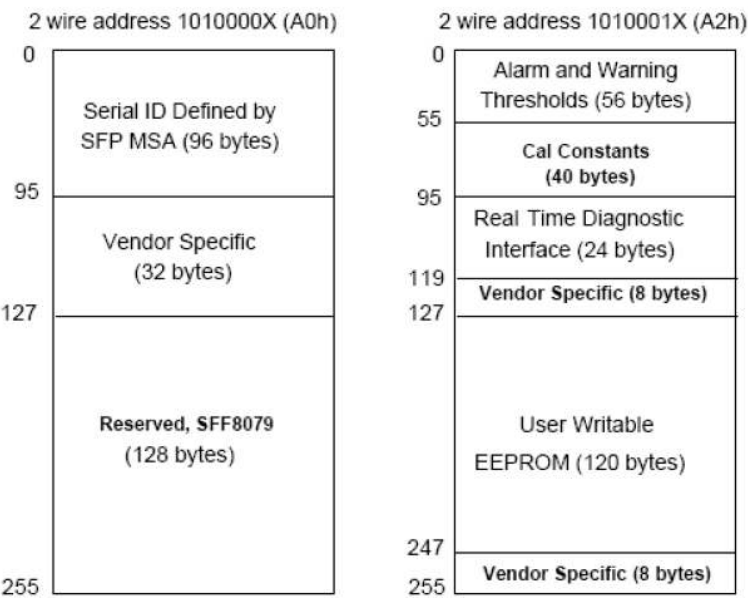 2 wire address 1010000X (A0h)
0
Serial ID Defined by
SFP MSA (96 bytes)
95
Vendor Specific
(32 bytes)
127
Reserved, SFF8079
(128 bytes)
255
2 wire address 1010001X (A2h)
0
Alarm and Warning
Thresholds (56 bytes)
55
Cal Constants
(40 bytes)
95
Real Time Diagnostic
Interface (24 bytes)
119
Vendor Specific (8 bytes)
127
User Writable
EEPROM (120 bytes)
247
Vendor Specific (8 bytes)
255